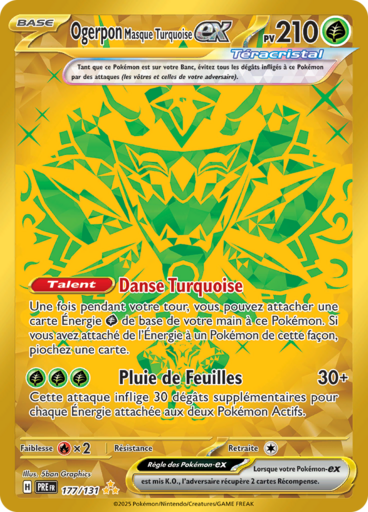 BASE Ogerpon Masque Turquoise ex PV 210
Téracristal
Tant que ce Pokémon est sur votre Banc, évitez tous les dégâts infligés à ce Pokémon
par des attaques (les vôtres et celles de votre adversaire).
Talent Danse Turquoise
Une fois pendant votre tour, vous pouvez attacher une
carte Énergie de base de votre main à ce Pokémon. Si
vous avez attaché de l'Énergie à un Pokémon de cette façon,
piochez une carte.
Pluie de Feuilles 30+
Cette attaque inflige 30 dégâts supplémentaires pour
chaque Énergie attachée aux deux Pokémon Actifs.
Faiblesse ×2 Résistance Retraite
Illus. 5ban Graphics
Règle des Pokémon-ex Lorsque votre Pokémon-ex
est mis K.O., l'adversaire récupère 2 cartes Récompense.
H PRE FR 177/131
©2025 Pokémon/Nintendo/Creatures/GAME FREAK